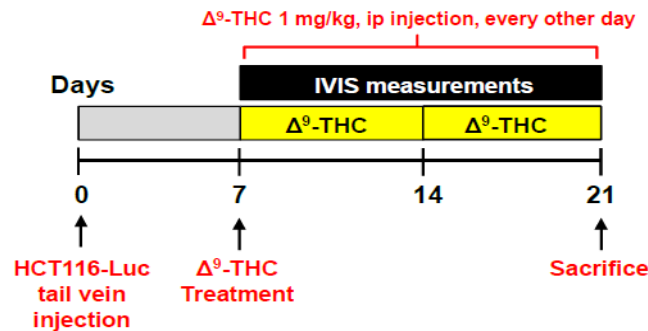 Δ⁹-THC 1 mg/kg, ip injection, every other day
IVIS measurements
Days
Δ⁹-THC Δ⁹-THC
0 7 14 21
HCT116-Luc
tail vein
injection
Δ⁹-THC
Treatment
Sacrifice